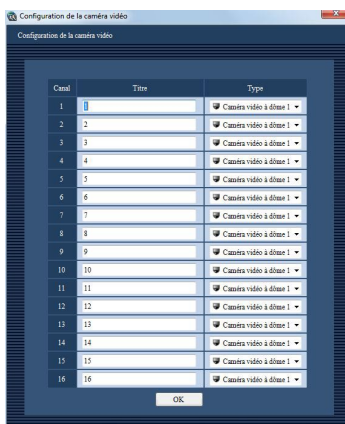 Configuration de la caméra vidéo
Configuration de la caméra vidéo
Canal Titre Type
1 1 Caméra vidéo à dôme 1
2 2 Caméra vidéo à dôme 1
3 3 Caméra vidéo à dôme 1
4 4 Caméra vidéo à dôme 1
5 5 Caméra vidéo à dôme 1
6 6 Caméra vidéo à dôme 1
7 7 Caméra vidéo à dôme 1
8 8 Caméra vidéo à dôme 1
9 9 Caméra vidéo à dôme 1
10 10 Caméra vidéo à dôme 1
11 11 Caméra vidéo à dôme 1
12 12 Caméra vidéo à dôme 1
13 13 Caméra vidéo à dôme 1
14 14 Caméra vidéo à dôme 1
15 15 Caméra vidéo à dôme 1
16 16 Caméra vidéo à dôme 1
OK